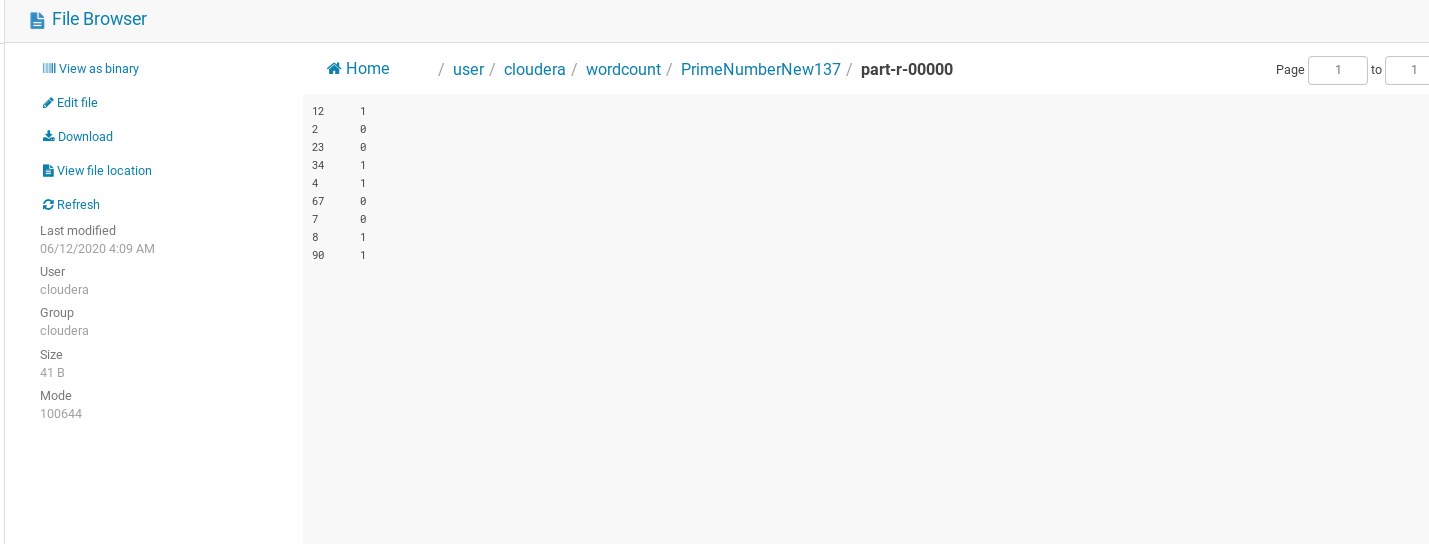 File Browser
View as binary
Edit file
Download
View file location
Refresh
Last modified
06/12/2020 4:09 AM
User
cloudera
Group
cloudera
Size
41 B
Mode
100644
Home / user / cloudera / wordcount / PrimeNumberNew137 / part-r-00000
Page 1 to 1
12 1
2 0
23 0
34 1
4 1
67 0
7 0
8 1
90 1